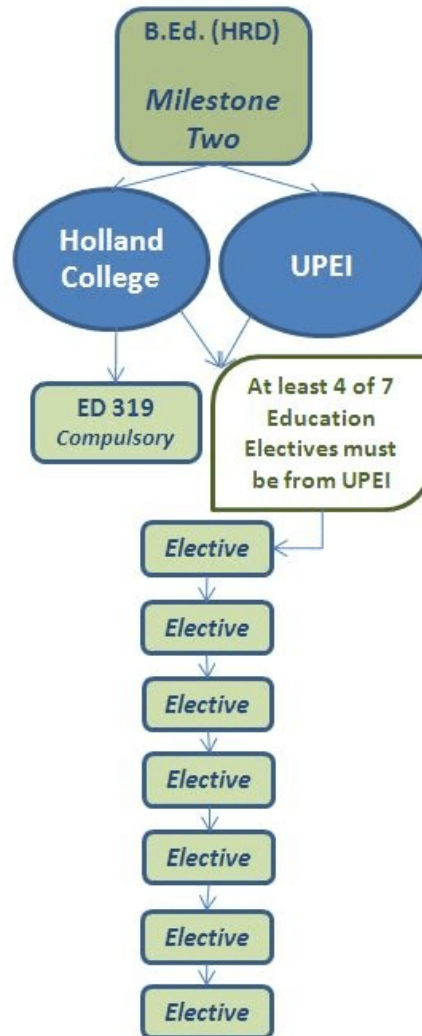 B.Ed. (HRD)
Milestone
Two
Holland
College
UPEI
ED 319
Compulsory
At least 4 of 7
Education
Electives must
be from UPEI
Elective
Elective
Elective
Elective
Elective
Elective
Elective